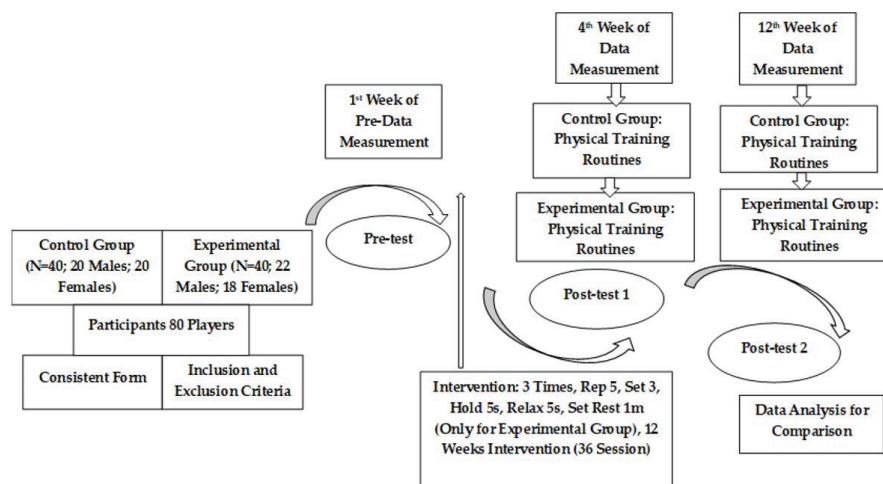 4th Week of
Data
Measurement
12th Week of
Data
Measurement
1st Week of
Pre-Data
Measurement
Control Group:
Physical Training
Routines
Control Group:
Physical Training
Routines
Experimental Group:
Physical Training
Routines
Experimental Group:
Physical Training
Routines
Pre-test
Control Group
(N=40; 20 Males; 20
Females)
Experimental
Group (N=40; 22
Males; 18 Females)
Participants 80 Players
Consistent Form
Inclusion and
Exclusion Criteria
Post-test 1
Post-test 2
Intervention: 3 Times, Rep 5, Set 3,
Hold 5s, Relax 5s, Set Rest 1m
(Only for Experimental Group), 12
Weeks Intervention (36 Session)
Data Analysis for
Comparison